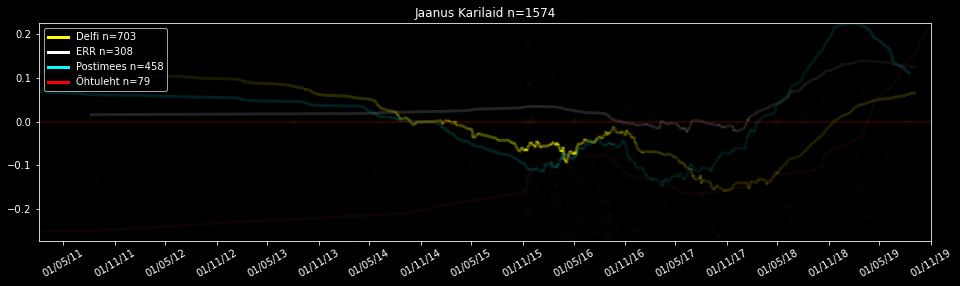 Jaanus Karilaid n=1574
Delfi n=703
ERR n=308
Postimees n=458
Õhtuleht n=79
0.2
0.1
0.0
−0.1
−0.2
01/05/11 01/11/11 01/05/12 01/11/12 01/05/13 01/11/13 01/05/14 01/11/14 01/05/15 01/11/15 01/05/16 01/11/16 01/05/17 01/11/17 01/05/18 01/11/18 01/05/19 01/11/19